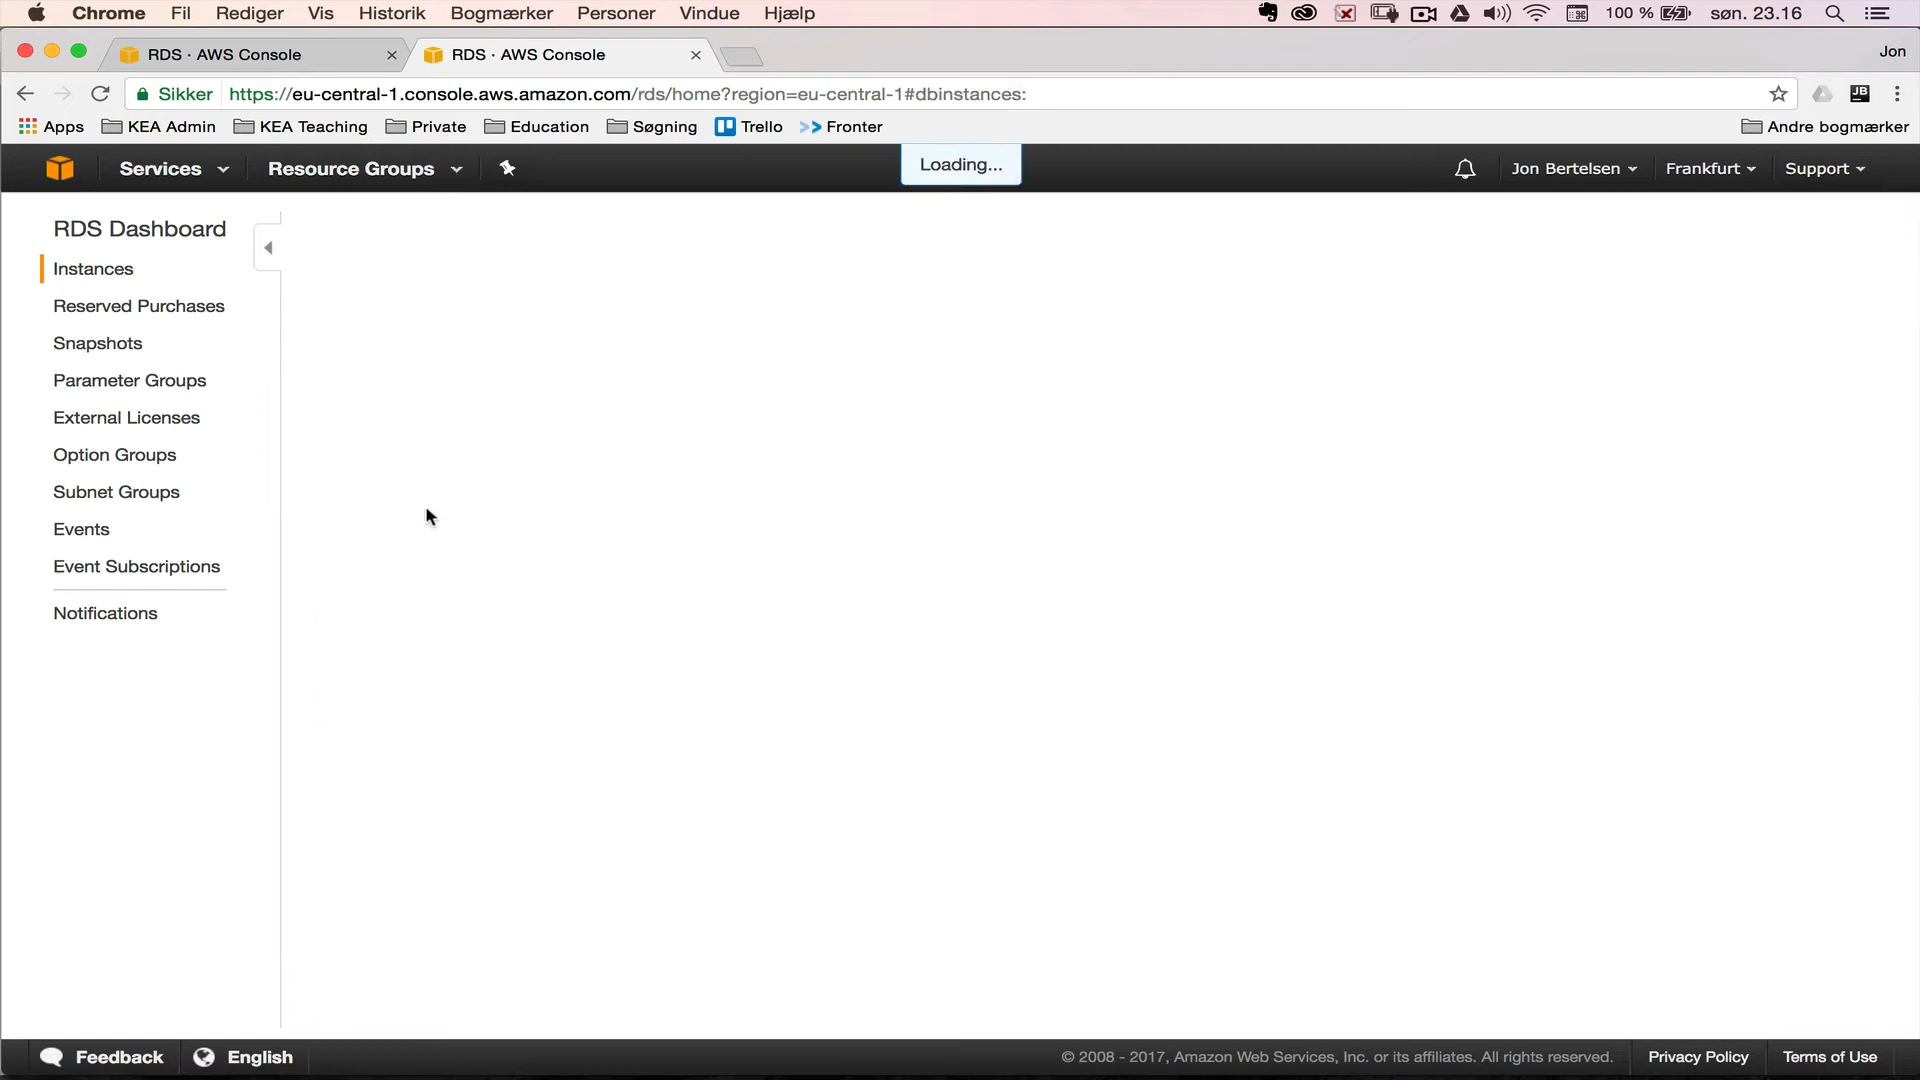 Chrome Fil Rediger Vis Historik Bogmærker Personer Vindue Hjælp 100 % søn. 23.16
RDS · AWS Console RDS · AWS Console Jon
Sikker https://eu-central-1.console.aws.amazon.com/rds/home?region=eu-central-1#dbinstances: JB
Apps KEA Admin KEA Teaching Private Education Søgning Trello Fronter Andre bogmærker
Services Resource Groups Loading... Jon Bertelsen Frankfurt Support
RDS Dashboard
Instances
Reserved Purchases
Snapshots
Parameter Groups
External Licenses
Option Groups
Subnet Groups
Events
Event Subscriptions
Notifications
Feedback English © 2008 - 2017, Amazon Web Services, Inc. or its affiliates. All rights reserved. Privacy Policy Terms of Use